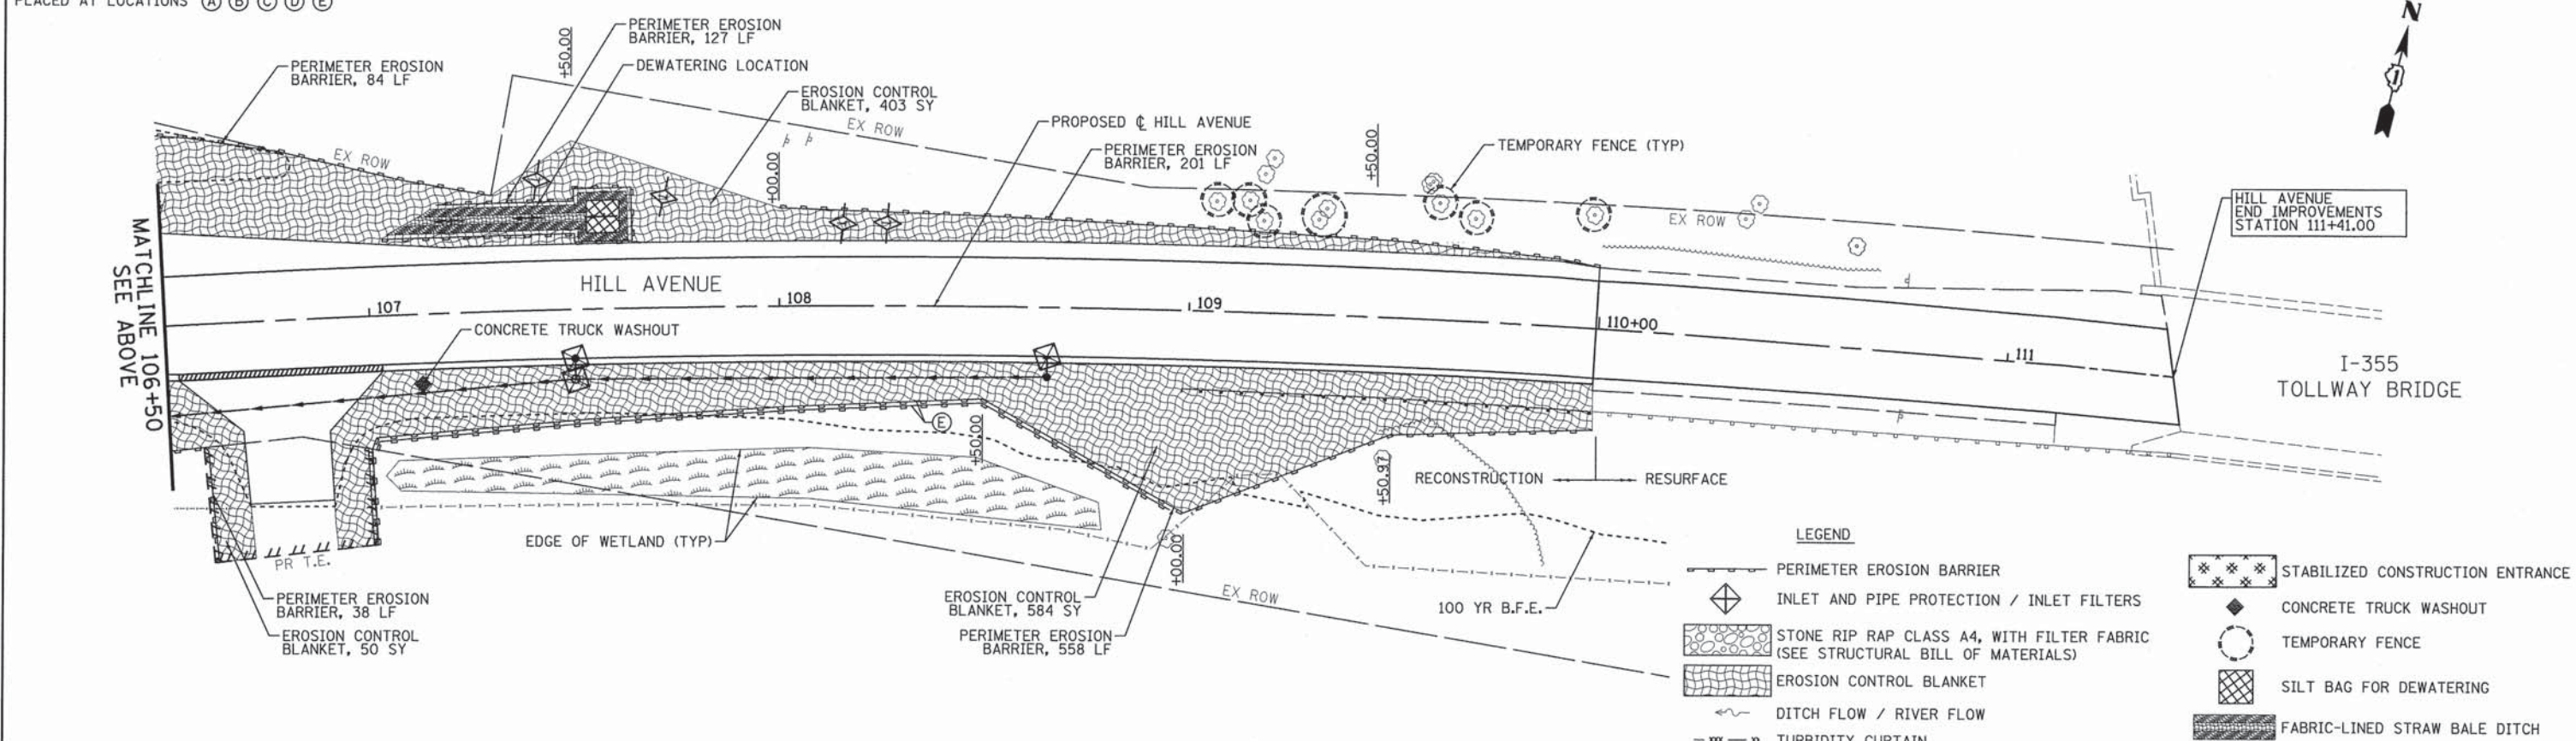 PLACED AT LOCATIONS A B C D E
PERIMETER EROSION
BARRIER, 84 LF
+50.00
PERIMETER EROSION
BARRIER, 127 LF
DEWATERING LOCATION
EROSION CONTROL
BLANKET, 403 SY
EX ROW
EX ROW
+00.00
PROPOSED ℄ HILL AVENUE
PERIMETER EROSION
BARRIER, 201 LF
+50.00
TEMPORARY FENCE (TYP)
EX ROW
N
HILL AVENUE
END IMPROVEMENTS
STATION 111+41.00
MATCHLINE 106+50
SEE ABOVE
HILL AVENUE
107
108
109
110+00
111
I-355
TOLLWAY BRIDGE
CONCRETE TRUCK WASHOUT
E
+50.00
+50.97
RECONSTRUCTION
RESURFACE
EDGE OF WETLAND (TYP)
PR T.E.
+00.00
EX ROW
PERIMETER EROSION
BARRIER, 38 LF
EROSION CONTROL
BLANKET, 50 SY
EROSION CONTROL
BLANKET, 584 SY
PERIMETER EROSION
BARRIER, 558 LF
100 YR B.F.E.
LEGEND
PERIMETER EROSION BARRIER
INLET AND PIPE PROTECTION / INLET FILTERS
STONE RIP RAP CLASS A4, WITH FILTER FABRIC
(SEE STRUCTURAL BILL OF MATERIALS)
EROSION CONTROL BLANKET
DITCH FLOW / RIVER FLOW
TURBIDITY CURTAIN
STABILIZED CONSTRUCTION ENTRANCE
CONCRETE TRUCK WASHOUT
TEMPORARY FENCE
SILT BAG FOR DEWATERING
FABRIC-LINED STRAW BALE DITCH